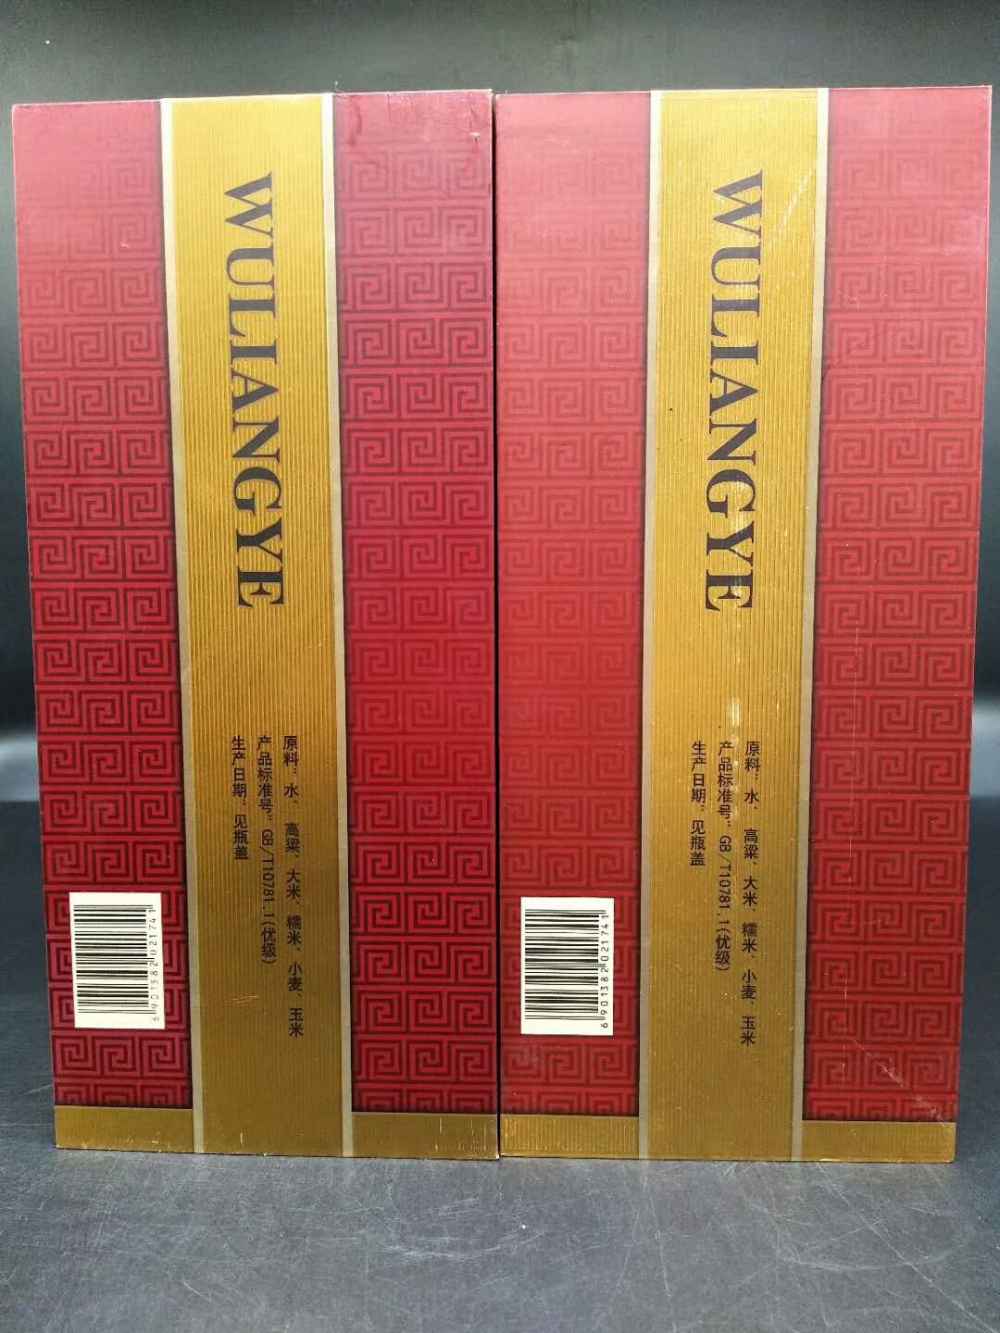 WULIANGYE
原料：水、高粱、大米、糯米、小麦、玉米
产品标准号：GB/T10781.1(优级)
生产日期：见瓶盖
6901382021741
WULIANGYE
原料：水、高粱、大米、糯米、小麦、玉米
产品标准号：GB/T10781.1(优级)
生产日期：见瓶盖
6901382021741